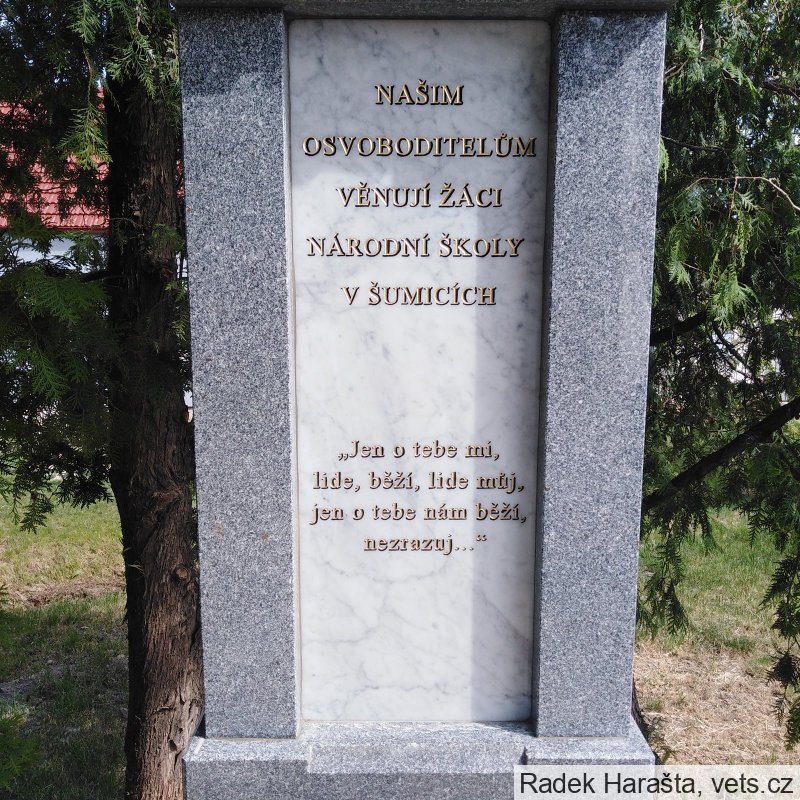 NAŠIM
OSVOBODITELŮM
VĚNUJÍ ŽÁCI
NÁRODNÍ ŠKOLY
V ŠUMICÍCH
„Jen o tebe mi,
lide, běží, lide můj,
jen o tebe nám běží,
nezrazuj...“
Radek Harašta, vets.cz